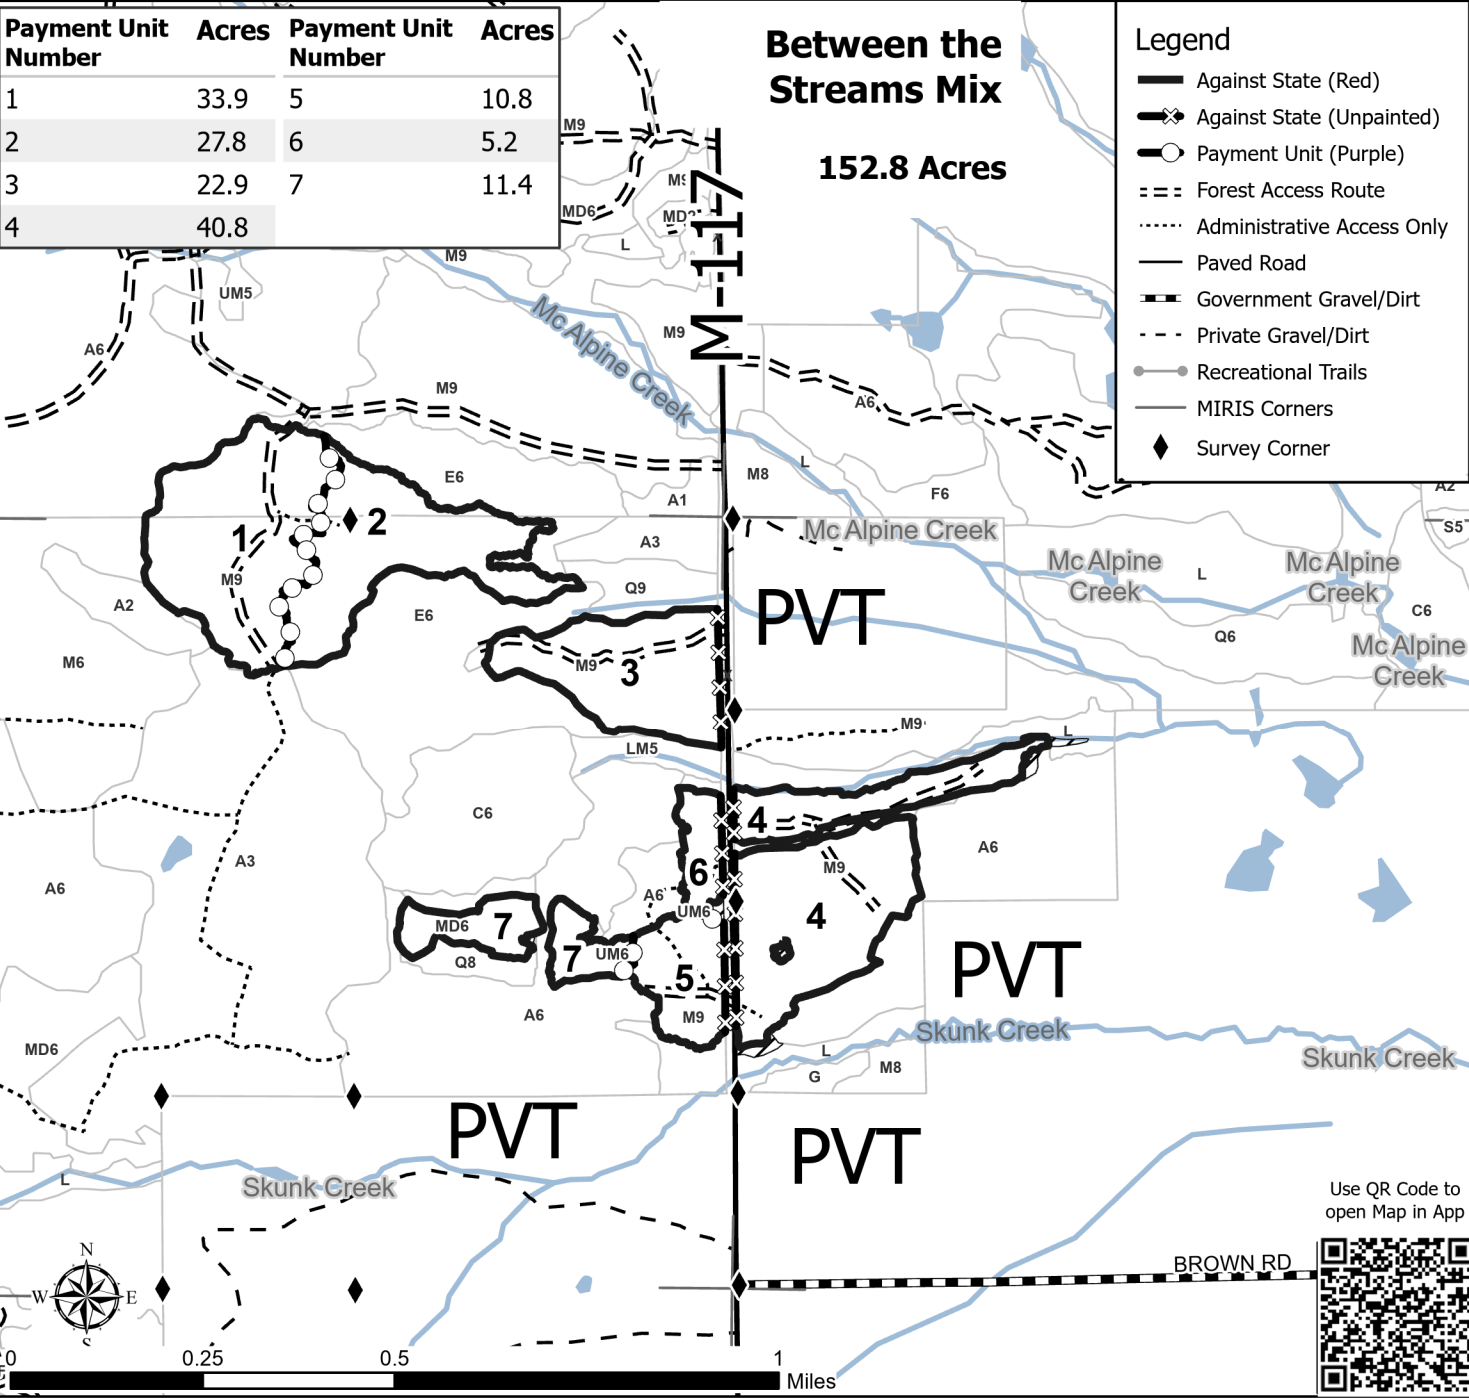 Payment Unit Number Acres Payment Unit Number Acres
1 33.9 5 10.8
2 27.8 6 5.2
3 22.9 7 11.4
4 40.8
Between the
Streams Mix
152.8 Acres
Legend
Against State (Red)
Against State (Unpainted)
Payment Unit (Purple)
Forest Access Route
Administrative Access Only
Paved Road
Government Gravel/Dirt
Private Gravel/Dirt
Recreational Trails
MIRIS Corners
Survey Corner
M9
M9
MD6
L
M-117
M9
UM5
Mc Alpine Creek
M9
A6
M9
A6
E6
M8
L
F6
A2
A1
S5
1
2
A3
Mc Alpine Creek
Mc Alpine
Creek
L
Mc Alpine
Creek
M9
Q9
A2
E6
PVT
C6
Q6
Mc Alpine
Creek
M6
M9
3
M9
L
LM5
C6
4
A3
A6
6
M9
A6
A6
UM6
4
MD6
7
Q8
7
UM6
5
PVT
A6
M9
Skunk Creek
MD6
L
G
M8
Skunk Creek
PVT
PVT
L
Skunk Creek
Use QR Code to
open Map in App
BROWN RD
N
W E
S
0 0.25 0.5 1
Miles